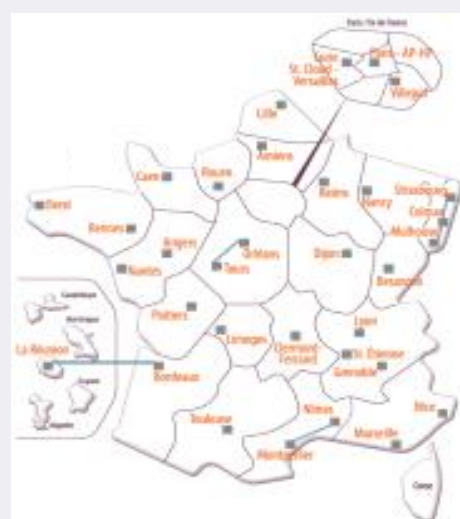 Paris / Ile de France
Paris - AP-HP
St. Cloud -
Versailles
Villejuif
Lille
Amiens
Caen
Rouen
Reims
Nancy
Strasbourg
Colmar
Mulhouse
Brest
Rennes
Angers
Orléans
Tours
Dijon
Besançon
Nantes
Poitiers
Limoges
Clermont
Ferrand
Lyon
St. Etienne
Grenoble
Guadeloupe
Martinique
La Réunion
Guyane
Mayotte
Bordeaux
Toulouse
Nîmes
Montpellier
Marseille
Nice
Corse